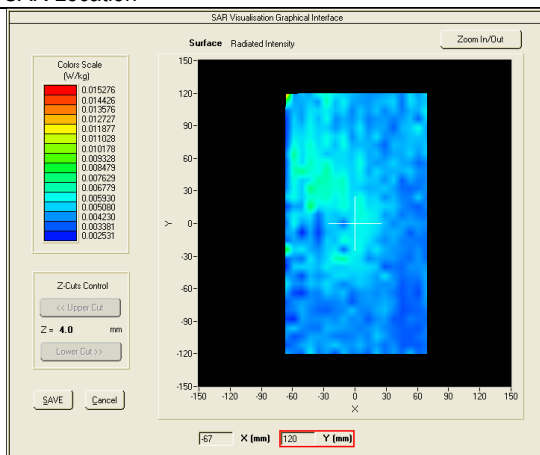 SAR Location
SAR Visualisation Graphical Interface
Surface Radiated Intensity
Zoom In/Out
Colors Scale
(W/kg)
0.015276
0.014426
0.013576
0.012727
0.011877
0.011028
0.010178
0.009328
0.008479
0.007629
0.006779
0.005930
0.005080
0.004230
0.003381
0.002531
Z-Cuts Control
<< Upper Cut
Z = 4.0 mm
Lower Cut >>
SAVE Cancel
150
120
90
60
30
0
-30
-60
-90
-120
-150
Y
-150 -120 -90 -60 -30 0 30 60 90 120 150
X
-67 X (mm) 120 Y (mm)